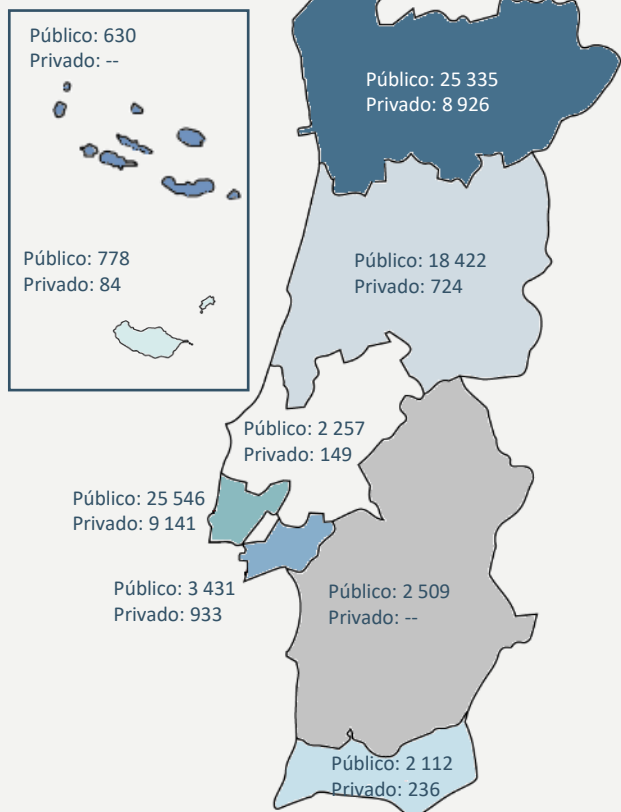 Público: 630
Privado: --
Público: 25 335
Privado: 8 926
Público: 778
Privado: 84
Público: 18 422
Privado: 724
Público: 2 257
Privado: 149
Público: 25 546
Privado: 9 141
Público: 3 431
Privado: 933
Público: 2 509
Privado: --
Público: 2 112
Privado: 236